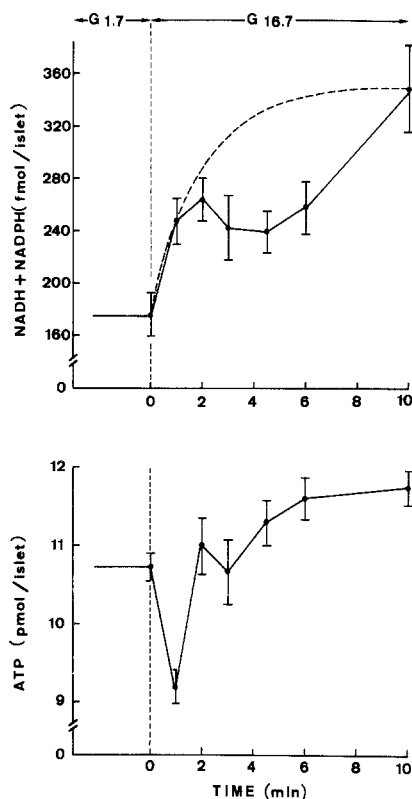 G 1.7 G 16.7
NADH + NADPH (fmol/islet)
360
320
280
240
200
160
0
0 2 4 6 8 10
ATP (pmol/islet)
12
11
10
9
0
0 2 4 6 8 10
TIME (min)